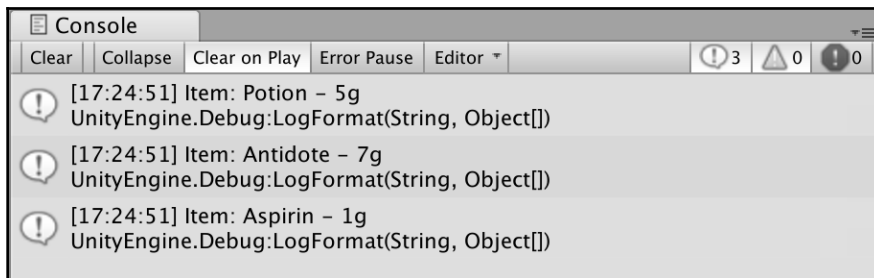 Console
Clear Collapse Clear on Play Error Pause Editor 3 0 0
[17:24:51] Item: Potion – 5g
UnityEngine.Debug:LogFormat(String, Object[])
[17:24:51] Item: Antidote – 7g
UnityEngine.Debug:LogFormat(String, Object[])
[17:24:51] Item: Aspirin – 1g
UnityEngine.Debug:LogFormat(String, Object[])